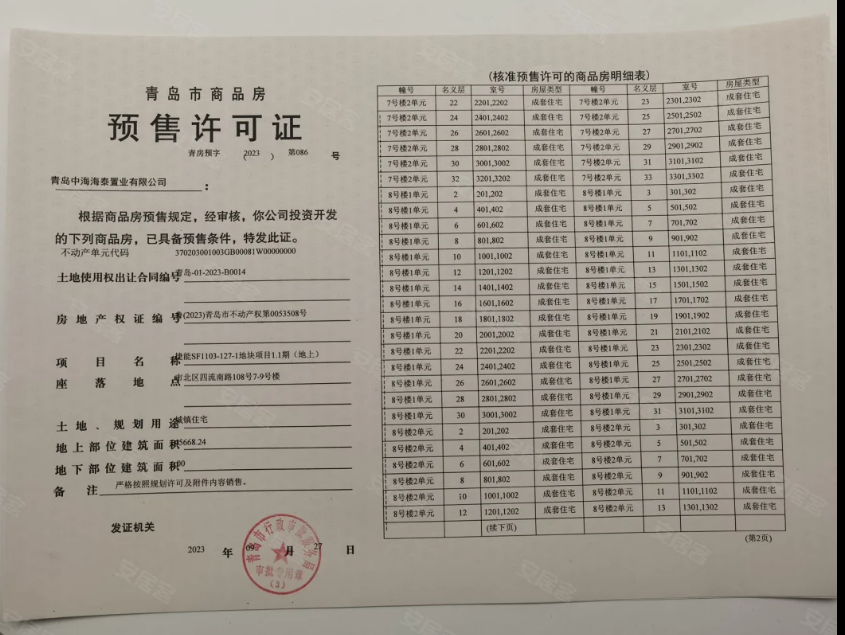 青岛市商品房
预售许可证
青房预字 (2023) 第086 号
青岛中海海泰置业有限公司:
根据商品房预售规定，经审核，你公司投资开发
的下列商品房，已具备预售条件，特发此证。
不动产单元代码 370203001003GB00081W00000000
土地使用权出让合同编号 青岛-01-2023-B0014
房地产权证编号 (2023)青岛市不动产权第0053508号
项目名称 SF1103-127-1地块项目1.1期（地上）
座落地点 市北区四流南路108号7-9号楼
土地、规划用途 城镇住宅
地上部位建筑面积 5668.24
地下部位建筑面积
备注 严格按照规划许可及附件内容销售。
发证机关
2023 年 09 月 27 日
青岛市行政审批服务局
审批专用章
(3)
(核准预售许可的商品房明细表)
幢号 名义层 室号 房屋类型 幢号 名义层 室号 房屋类型
7号楼2单元 22 2201,2202 成套住宅 7号楼2单元 23 2301,2302 成套住宅
7号楼2单元 24 2401,2402 成套住宅 7号楼2单元 25 2501,2502 成套住宅
7号楼2单元 26 2601,2602 成套住宅 7号楼2单元 27 2701,2702 成套住宅
7号楼2单元 28 2801,2802 成套住宅 7号楼2单元 29 2901,2902 成套住宅
7号楼2单元 30 3001,3002 成套住宅 7号楼2单元 31 3101,3102 成套住宅
7号楼2单元 32 3201,3202 成套住宅 7号楼2单元 33 3301,3302 成套住宅
8号楼1单元 2 201,202 成套住宅 8号楼1单元 3 301,302 成套住宅
8号楼1单元 4 401,402 成套住宅 8号楼1单元 5 501,502 成套住宅
8号楼1单元 6 601,602 成套住宅 8号楼1单元 7 701,702 成套住宅
8号楼1单元 8 801,802 成套住宅 8号楼1单元 9 901,902 成套住宅
8号楼1单元 10 1001,1002 成套住宅 8号楼1单元 11 1101,1102 成套住宅
8号楼1单元 12 1201,1202 成套住宅 8号楼1单元 13 1301,1302 成套住宅
8号楼1单元 14 1401,1402 成套住宅 8号楼1单元 15 1501,1502 成套住宅
8号楼1单元 16 1601,1602 成套住宅 8号楼1单元 17 1701,1702 成套住宅
8号楼1单元 18 1801,1802 成套住宅 8号楼1单元 19 1901,1902 成套住宅
8号楼1单元 20 2001,2002 成套住宅 8号楼1单元 21 2101,2102 成套住宅
8号楼1单元 22 2201,2202 成套住宅 8号楼1单元 23 2301,2302 成套住宅
8号楼1单元 24 2401,2402 成套住宅 8号楼1单元 25 2501,2502 成套住宅
8号楼1单元 26 2601,2602 成套住宅 8号楼1单元 27 2701,2702 成套住宅
8号楼1单元 28 2801,2802 成套住宅 8号楼1单元 29 2901,2902 成套住宅
8号楼1单元 30 3001,3002 成套住宅 8号楼1单元 31 3101,3102 成套住宅
8号楼2单元 2 201,202 成套住宅 8号楼2单元 3 301,302 成套住宅
8号楼2单元 4 401,402 成套住宅 8号楼2单元 5 501,502 成套住宅
8号楼2单元 6 601,602 成套住宅 8号楼2单元 7 701,702 成套住宅
8号楼2单元 8 801,802 成套住宅 8号楼2单元 9 901,902 成套住宅
8号楼2单元 10 1001,1002 成套住宅 8号楼2单元 11 1101,1102 成套住宅
8号楼2单元 12 1201,1202 成套住宅 8号楼2单元 13 1301,1302 成套住宅
(续下页)
(第2页)
安居客